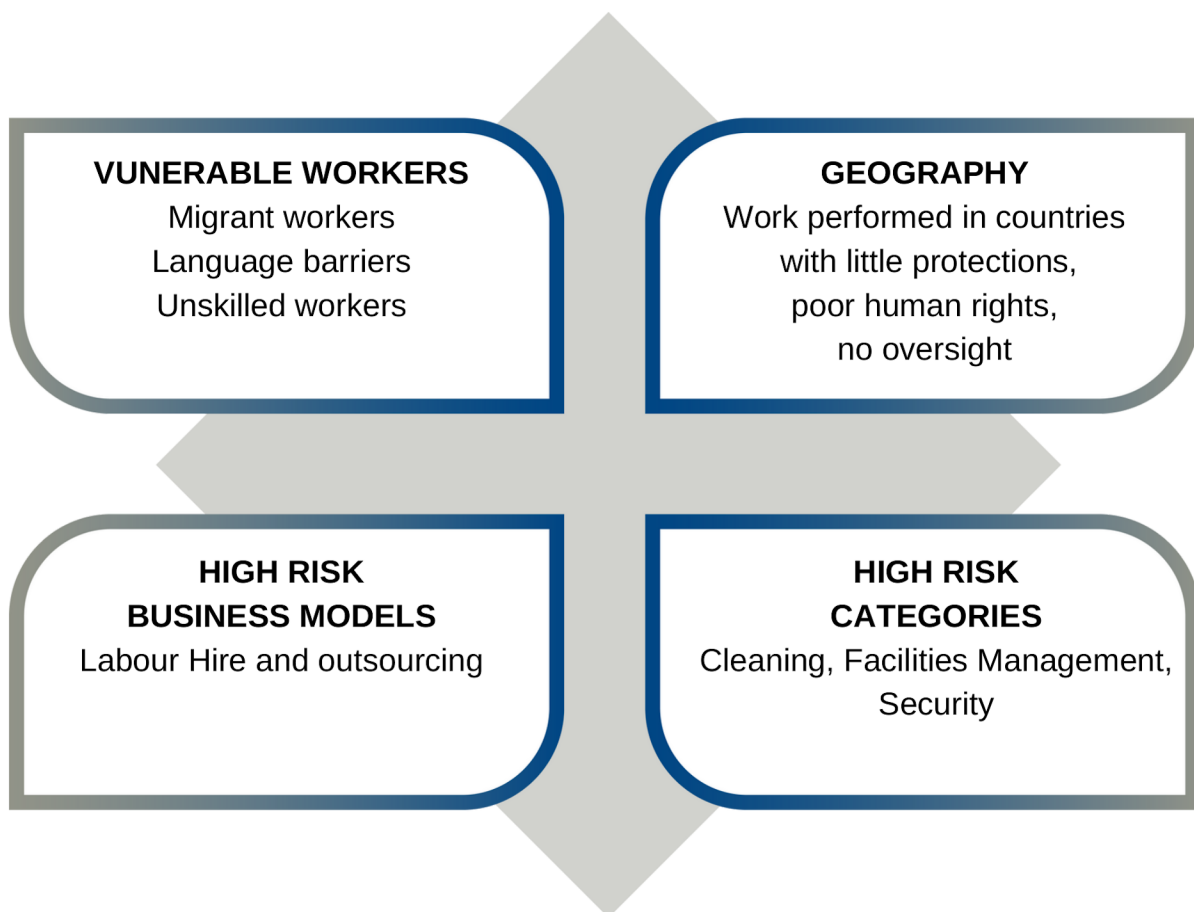 VUNERABLE WORKERS
Migrant workers
Language barriers
Unskilled workers
GEOGRAPHY
Work performed in countries
with little protections,
poor human rights,
no oversight
HIGH RISK
BUSINESS MODELS
Labour Hire and outsourcing
HIGH RISK
CATEGORIES
Cleaning, Facilities Management,
Security